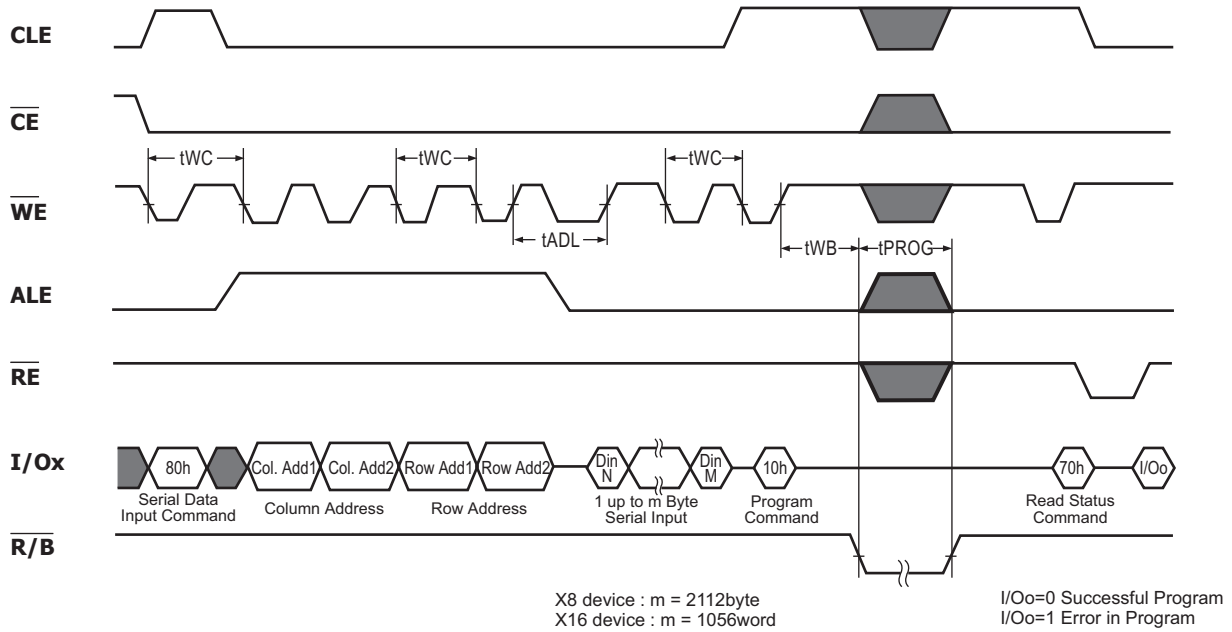 CLE
CE
tWC
tWC
tWC
WE
tADL
tWB
tPROG
ALE
RE
I/Ox
80h
Col. Add1
Col. Add2
Row Add1
Row Add2
Din
N
Din
M
10h
70h
I/Oo
Serial Data
Input Command
Column Address
Row Address
1 up to m Byte
Serial Input
Program
Command
Read Status
Command
R/B
X8 device : m = 2112byte
X16 device : m = 1056word
I/Oo=0 Successful Program
I/Oo=1 Error in Program